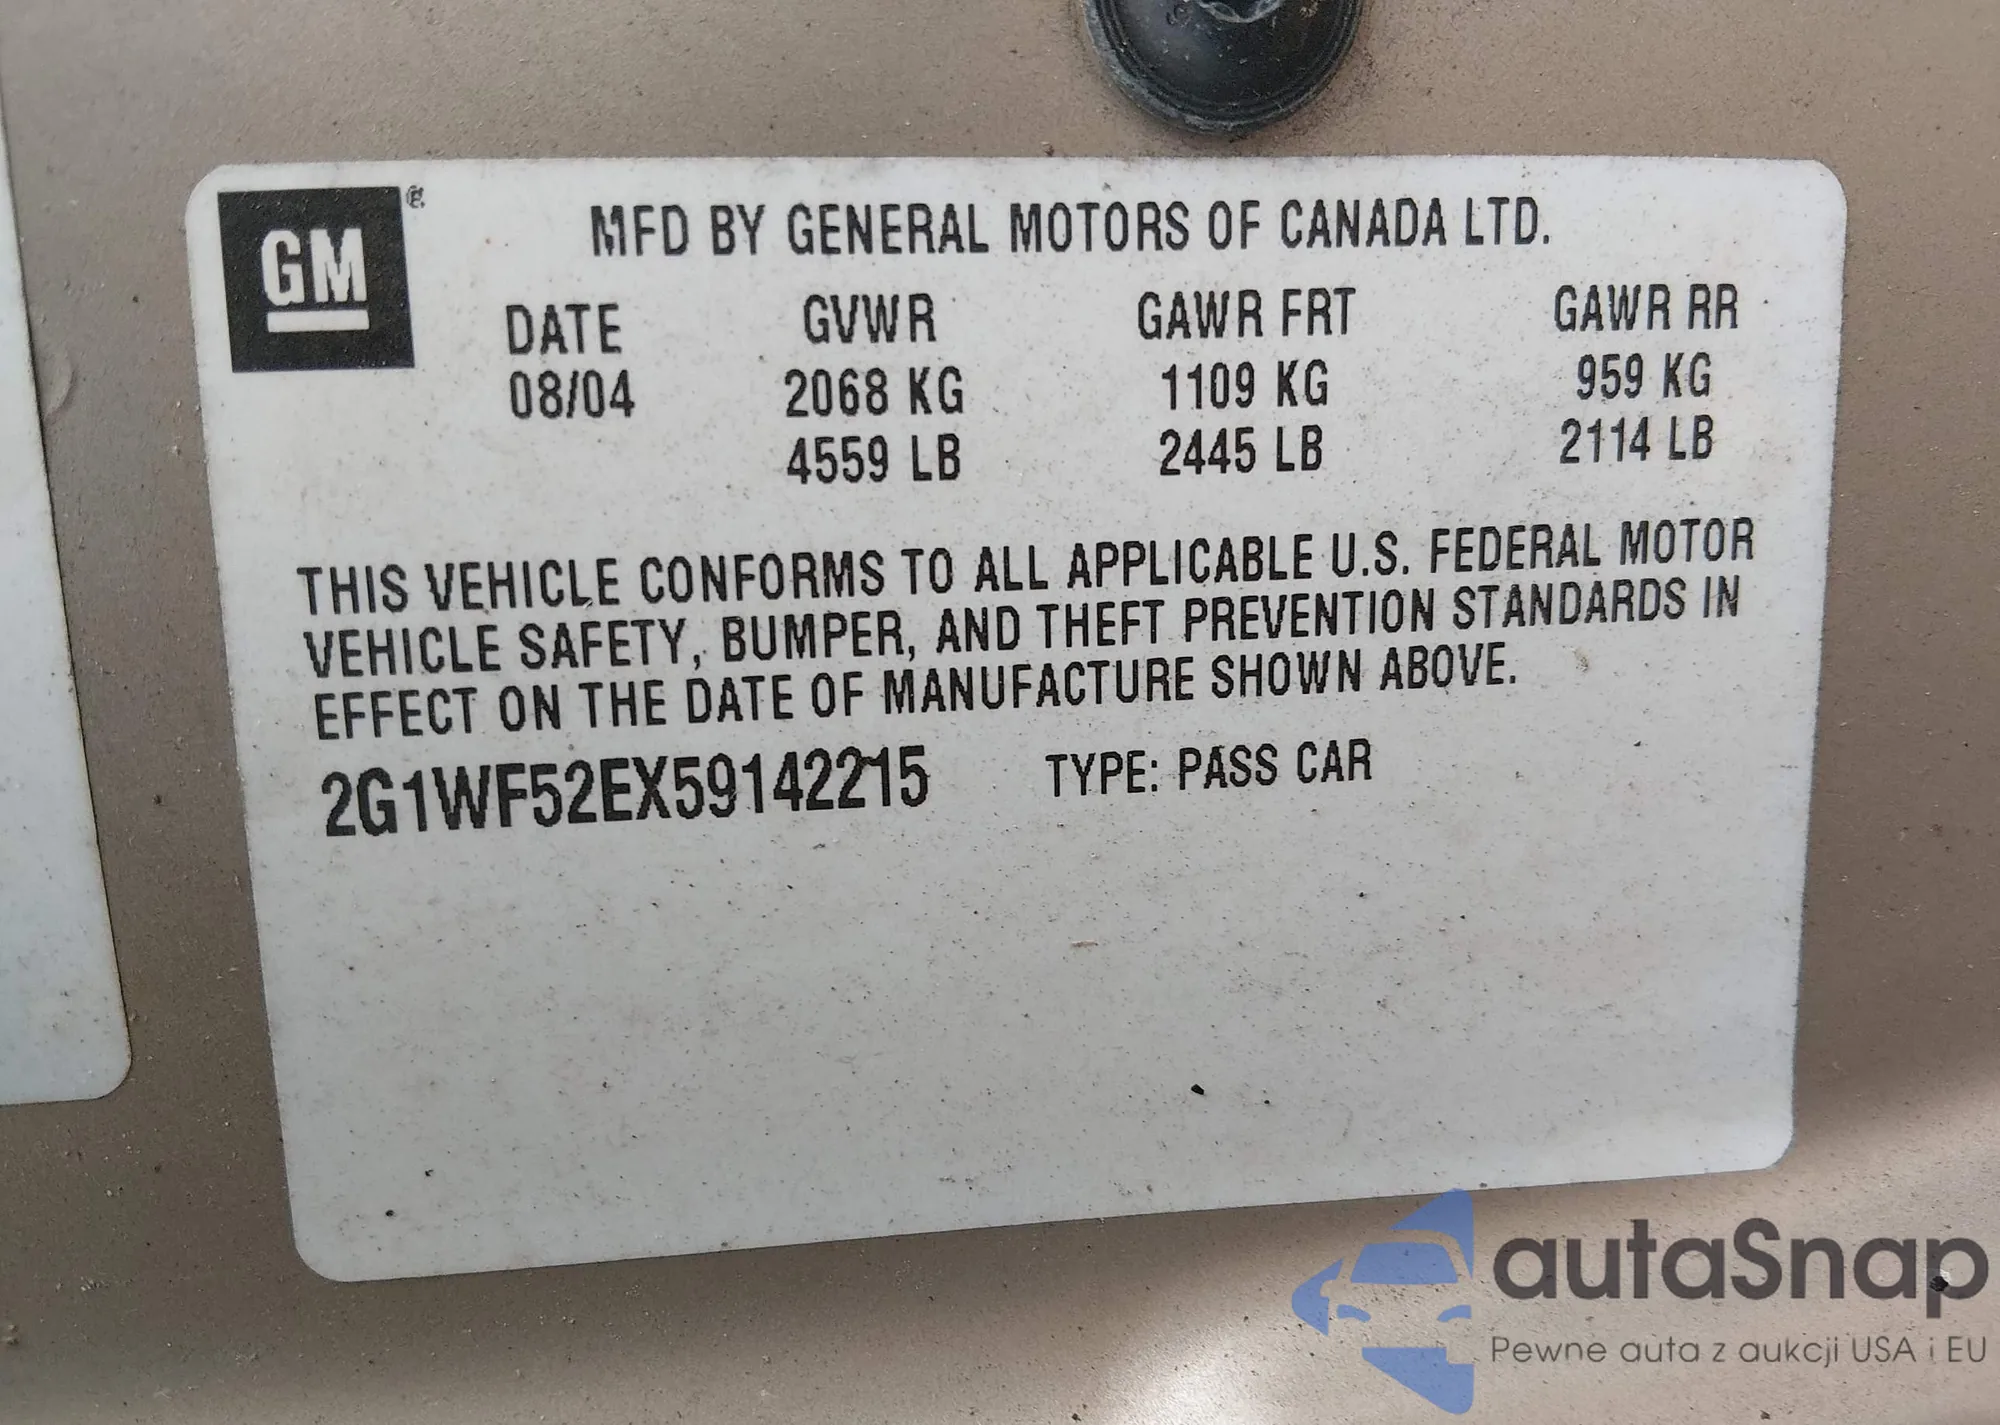 GM ®
MFD BY GENERAL MOTORS OF CANADA LTD.
DATE GVWR GAWR FRT GAWR RR
08/04 2068 KG 1109 KG 959 KG
4559 LB 2445 LB 2114 LB
THIS VEHICLE CONFORMS TO ALL APPLICABLE U.S. FEDERAL MOTOR
VEHICLE SAFETY, BUMPER, AND THEFT PREVENTION STANDARDS IN
EFFECT ON THE DATE OF MANUFACTURE SHOWN ABOVE.
2G1WF52EX59142215 TYPE: PASS CAR
autaSnap
Pewne auta z aukcji USA i EU